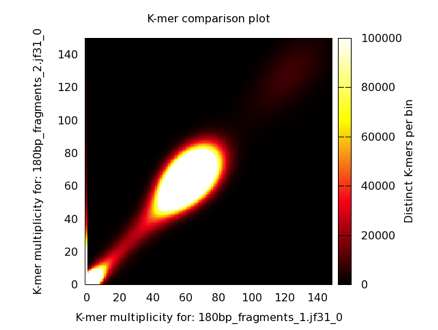 K-mer comparison plot
K-mer multiplicity for: 180bp_fragments_2.jf31_0
140
120
100
80
60
40
20
0
0 20 40 60 80 100 120 140
K-mer multiplicity for: 180bp_fragments_1.jf31_0
100000
80000
60000
40000
20000
0
Distinct K-mers per bin